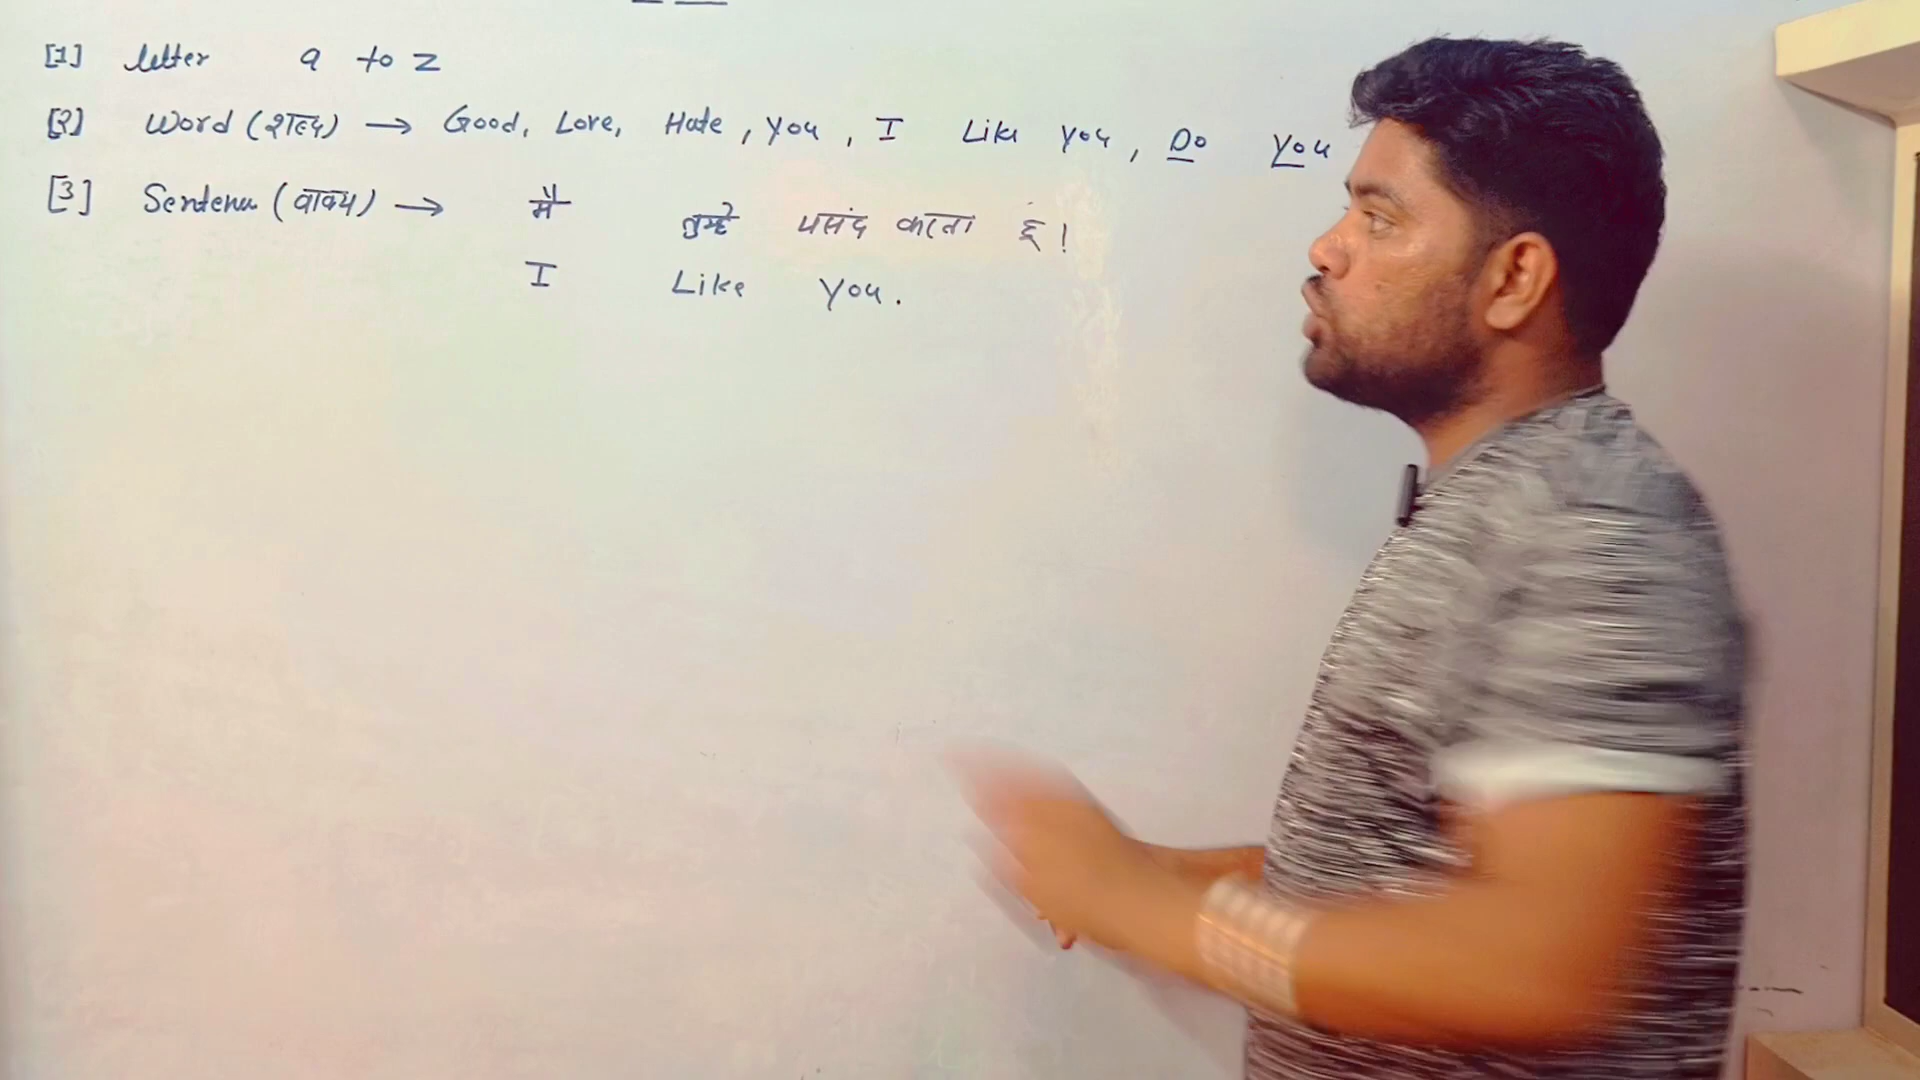 [1] letter a to z
[2] Word (शब्द) → Good, Love, Hate, you, I Like you, Do you
[3] Sentence (वाक्य) → मैं तुम्हे पसंद करता हूं!
I Like you.